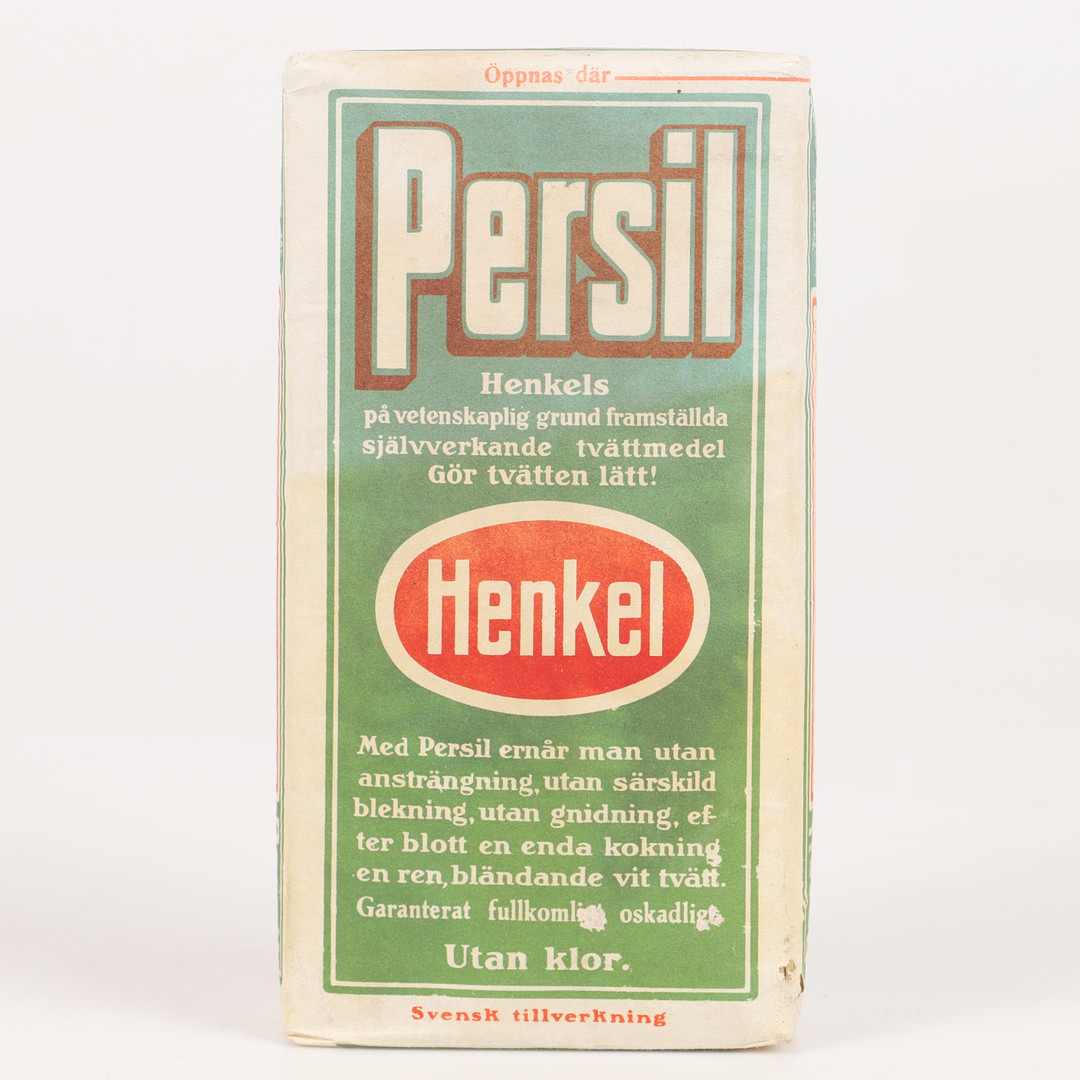 Öppnas där
Persil
Henkels
på vetenskaplig grund framställda
självverkande tvättmedel
Gör tvätten lätt!
Henkel
Med Persil ernår man utan
ansträngning, utan särskild
blekning, utan gnidning, ef-
ter blott en enda kokning
en ren, bländande vit tvätt.
Garanterat fullkomligt oskadligt.
Utan klor.
Svensk tillverkning